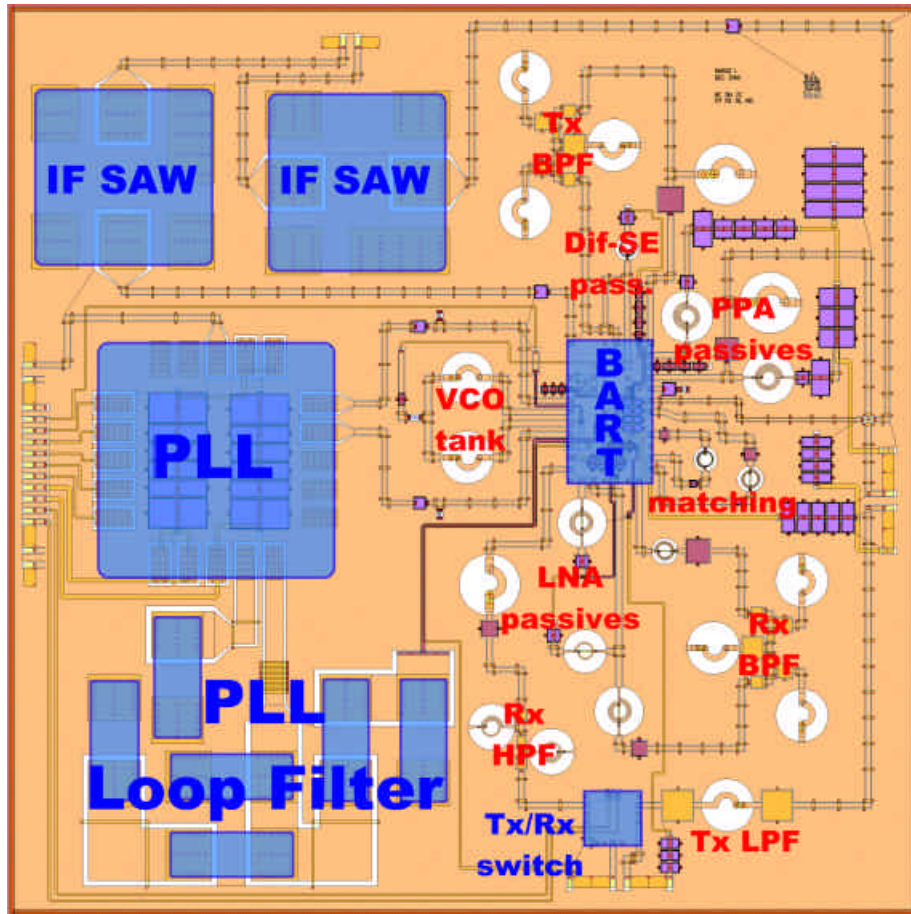 IF SAW
IF SAW
Tx
BPF
Dif-SE
pass.
PPA
passives
BART
VCO
tank
PLL
matching
LNA
passives
Rx
BPF
PLL
Loop Filter
Rx
HPF
Tx/Rx
switch
Tx LPF